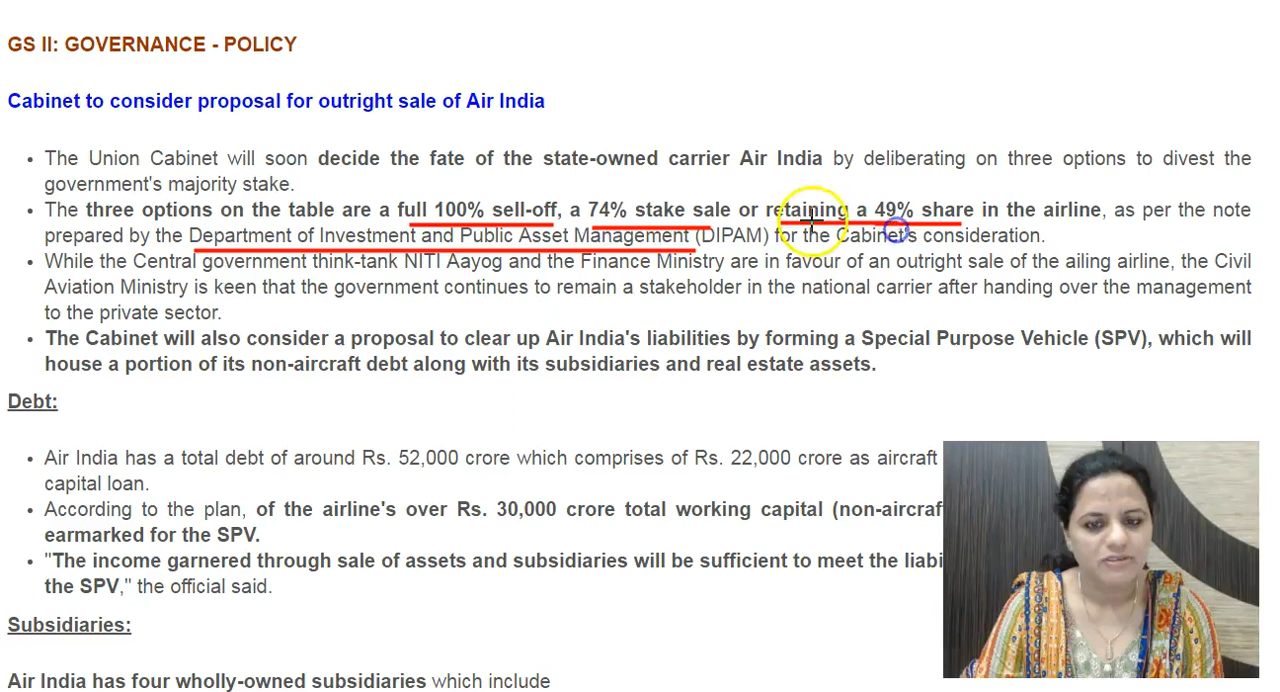 GS II: GOVERNANCE - POLICY
Cabinet to consider proposal for outright sale of Air India
• The Union Cabinet will soon decide the fate of the state-owned carrier Air India by deliberating on three options to divest the
government's majority stake.
• The three options on the table are a full 100% sell-off, a 74% stake sale or retaining a 49% share in the airline, as per the note
prepared by the Department of Investment and Public Asset Management (DIPAM) for the Cabinet's consideration.
• While the Central government think-tank NITI Aayog and the Finance Ministry are in favour of an outright sale of the ailing airline, the Civil
Aviation Ministry is keen that the government continues to remain a stakeholder in the national carrier after handing over the management
to the private sector.
• The Cabinet will also consider a proposal to clear up Air India's liabilities by forming a Special Purpose Vehicle (SPV), which will
house a portion of its non-aircraft debt along with its subsidiaries and real estate assets.
Debt:
• Air India has a total debt of around Rs. 52,000 crore which comprises of Rs. 22,000 crore as aircraft
capital loan.
• According to the plan, of the airline's over Rs. 30,000 crore total working capital
earmarked for the SPV.
• "The income garnered through sale of assets and subsidiaries will be sufficient to meet the
the SPV," the official said.
Subsidiaries:
Air India has four wholly-owned subsidiaries which include